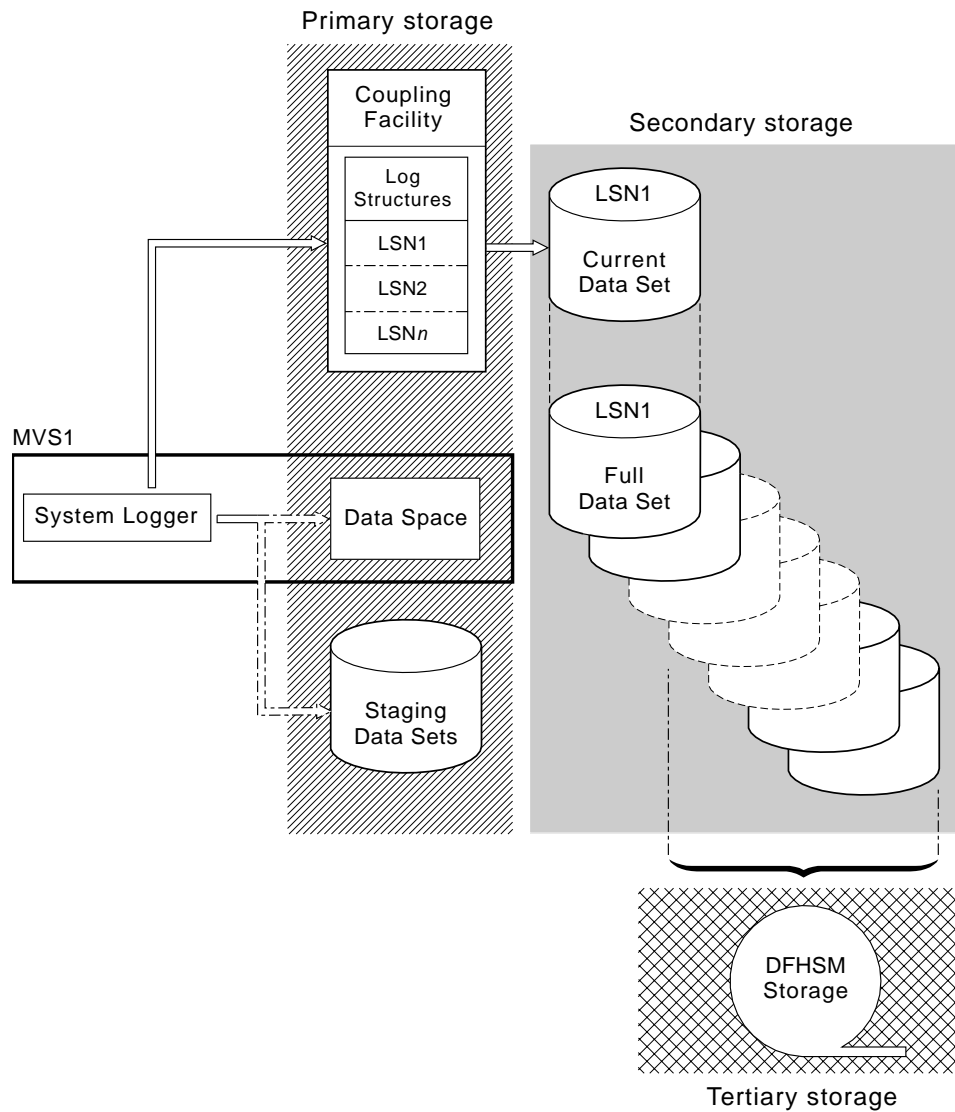 Primary storage
Coupling
Facility
Log
Structures
LSN1
LSN2
LSNn
Secondary storage
LSN1
Current
Data Set
LSN1
Full
Data Set
MVS1
System Logger
Data Space
Staging
Data Sets
DFHSM
Storage
Tertiary storage